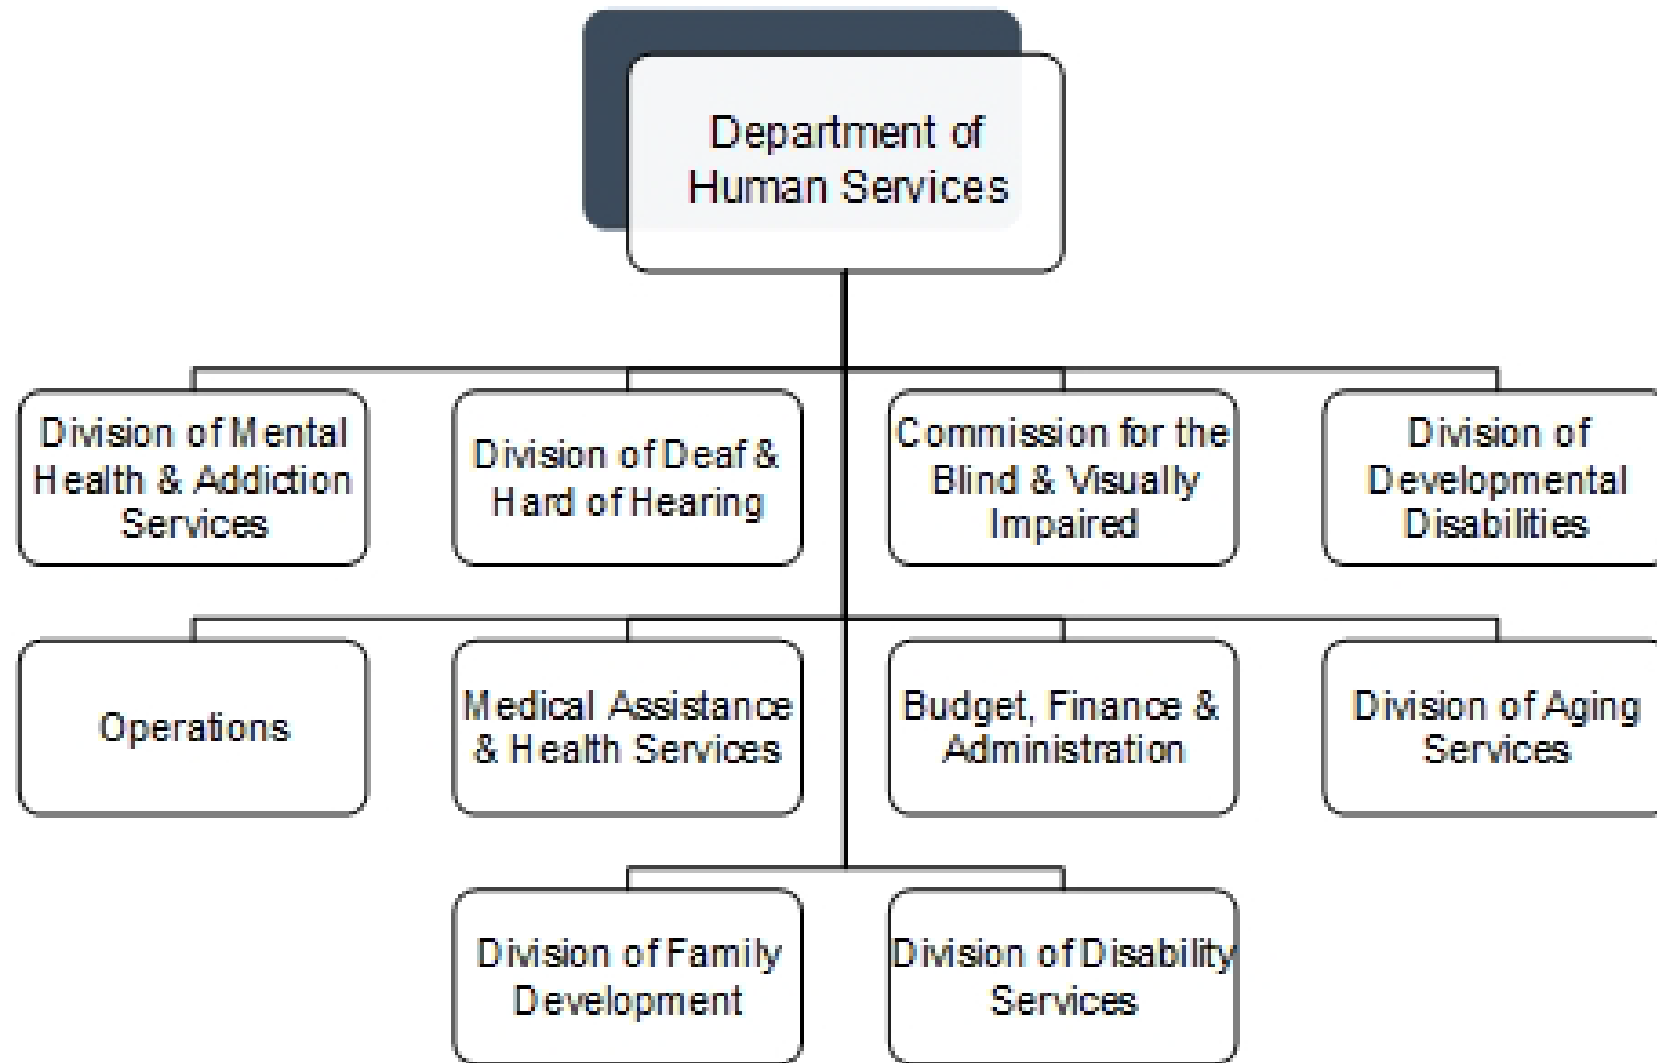 Department of
Human Services
Division of Mental
Health & Addiction
Services
Division of Deaf &
Hard of Hearing
Commission for the
Blind & Visually
Impaired
Division of
Developmental
Disabilities
Operations
Medical Assistance
& Health Services
Budget, Finance &
Administration
Division of Aging
Services
Division of Family
Development
Division of Disability
Services